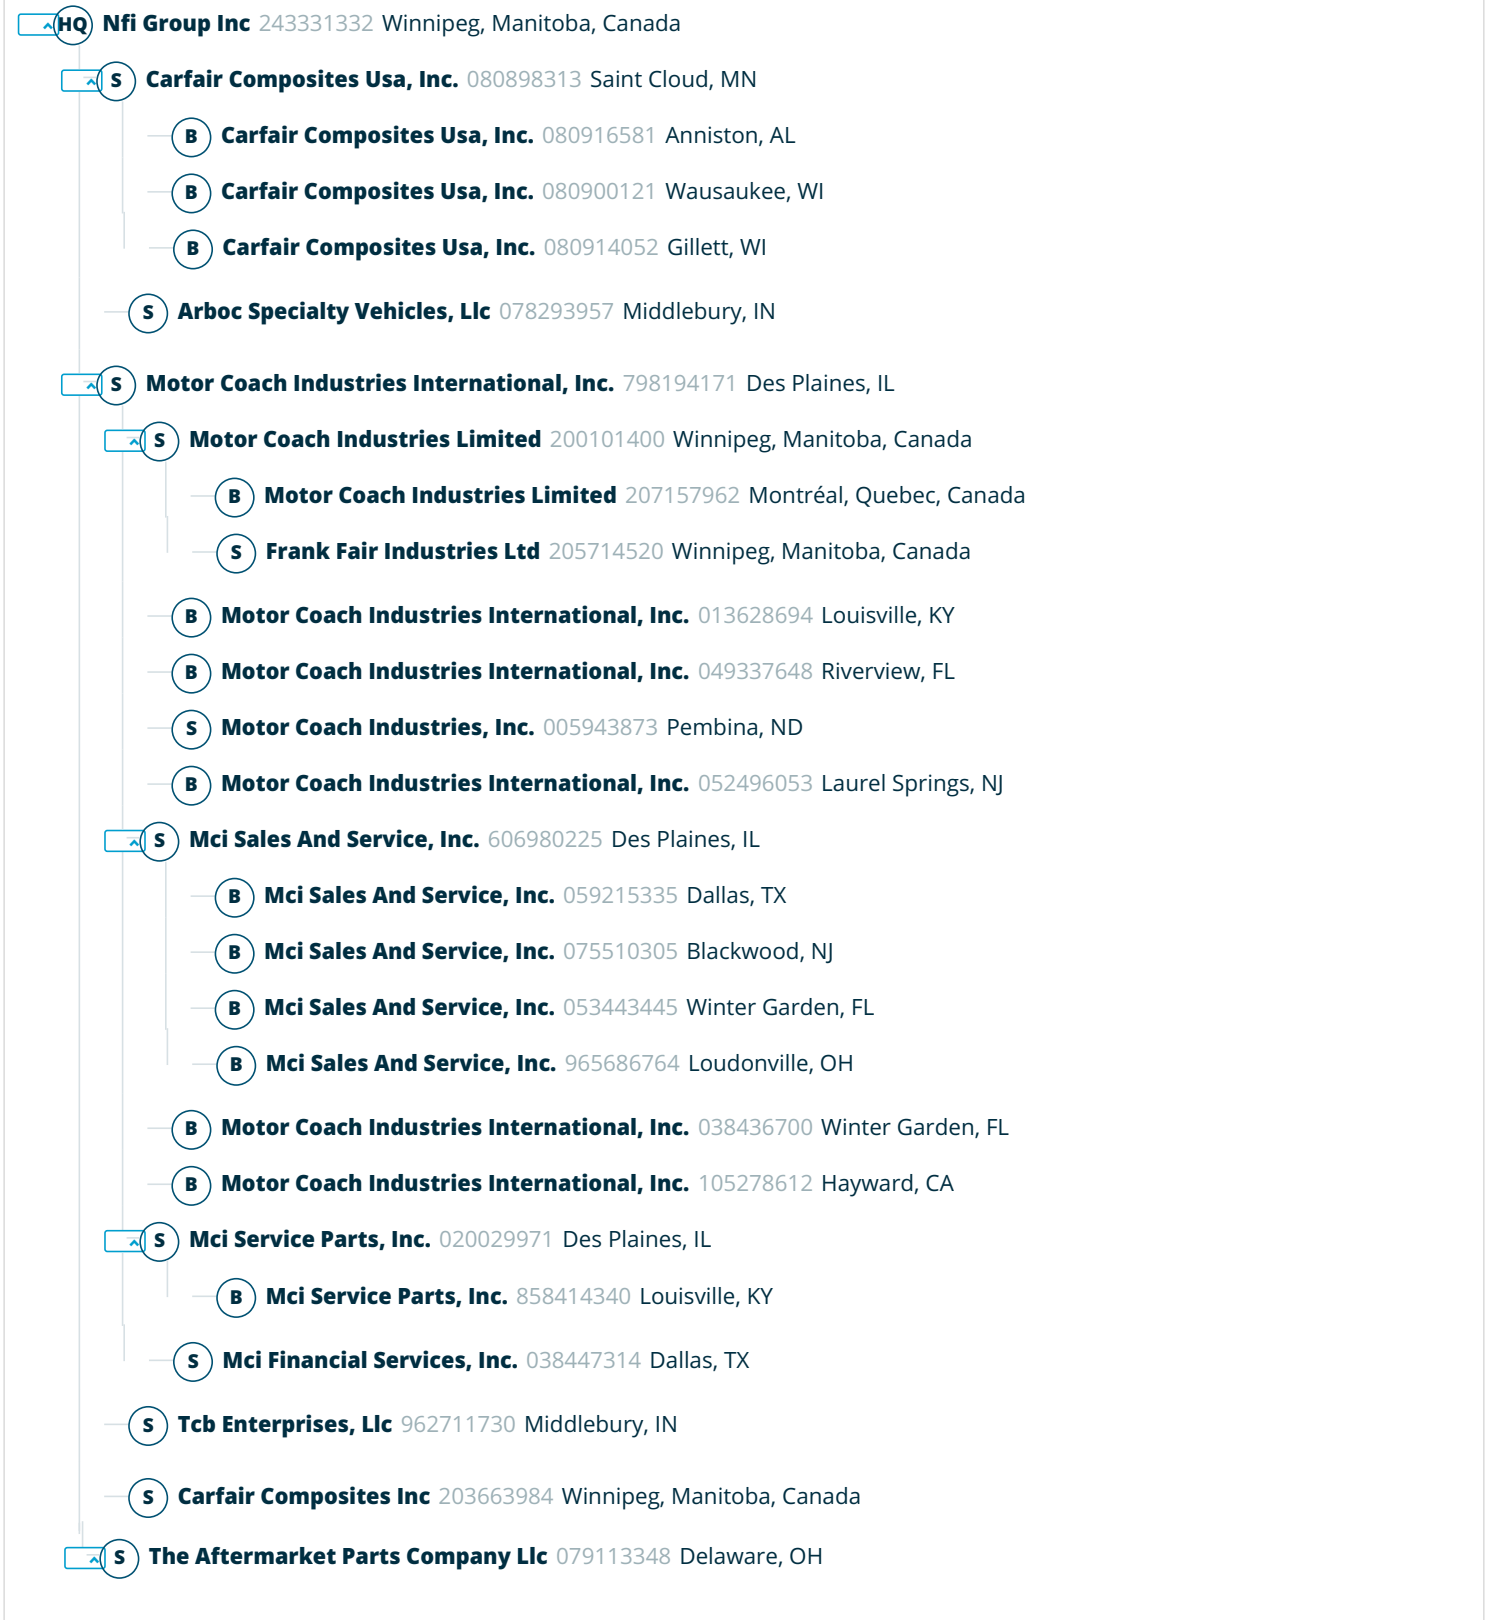 HQ Nfi Group Inc 243331332 Winnipeg, Manitoba, Canada
S Carfair Composites Usa, Inc. 080898313 Saint Cloud, MN
B Carfair Composites Usa, Inc. 080916581 Anniston, AL
B Carfair Composites Usa, Inc. 080900121 Wausaukee, WI
B Carfair Composites Usa, Inc. 080914052 Gillett, WI
S Arboc Specialty Vehicles, Llc 078293957 Middlebury, IN
S Motor Coach Industries International, Inc. 798194171 Des Plaines, IL
S Motor Coach Industries Limited 200101400 Winnipeg, Manitoba, Canada
B Motor Coach Industries Limited 207157962 Montréal, Quebec, Canada
S Frank Fair Industries Ltd 205714520 Winnipeg, Manitoba, Canada
B Motor Coach Industries International, Inc. 013628694 Louisville, KY
B Motor Coach Industries International, Inc. 049337648 Riverview, FL
S Motor Coach Industries, Inc. 005943873 Pembina, ND
B Motor Coach Industries International, Inc. 052496053 Laurel Springs, NJ
S Mci Sales And Service, Inc. 606980225 Des Plaines, IL
B Mci Sales And Service, Inc. 059215335 Dallas, TX
B Mci Sales And Service, Inc. 075510305 Blackwood, NJ
B Mci Sales And Service, Inc. 053443445 Winter Garden, FL
B Mci Sales And Service, Inc. 965686764 Loudonville, OH
B Motor Coach Industries International, Inc. 038436700 Winter Garden, FL
B Motor Coach Industries International, Inc. 105278612 Hayward, CA
S Mci Service Parts, Inc. 020029971 Des Plaines, IL
B Mci Service Parts, Inc. 858414340 Louisville, KY
S Mci Financial Services, Inc. 038447314 Dallas, TX
S Tcb Enterprises, Llc 962711730 Middlebury, IN
S Carfair Composites Inc 203663984 Winnipeg, Manitoba, Canada
S The Aftermarket Parts Company Llc 079113348 Delaware, OH